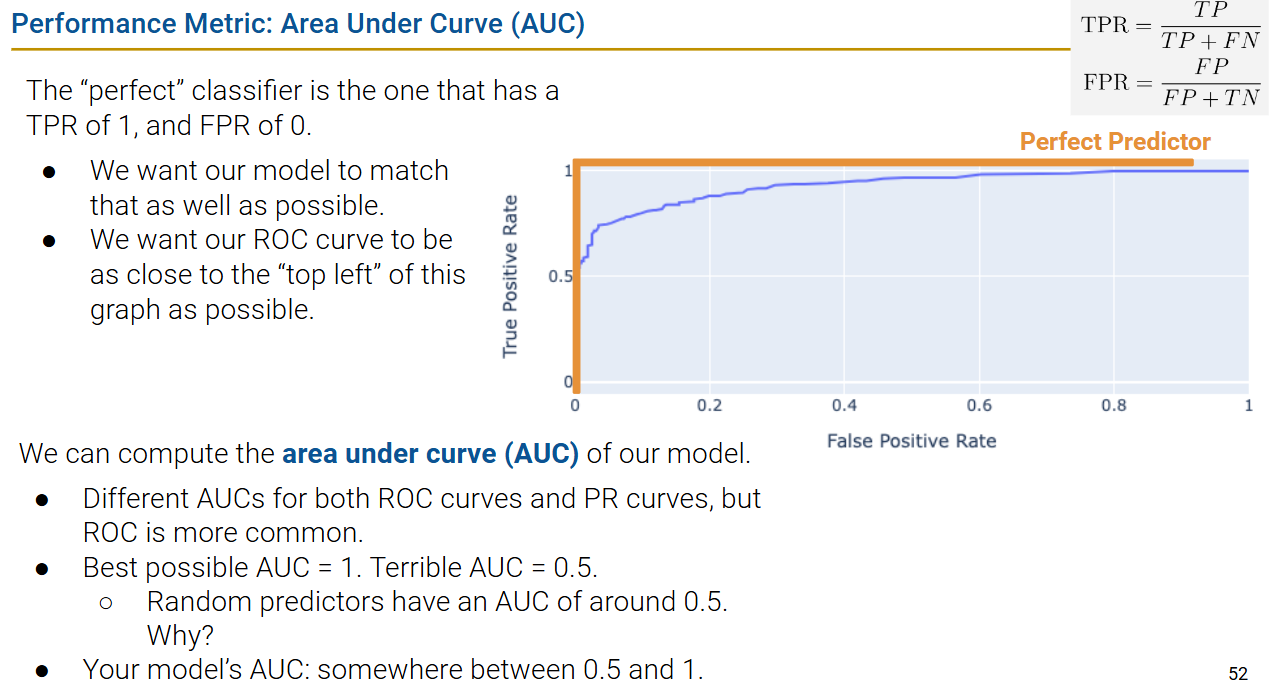 Performance Metric: Area Under Curve (AUC)
TPR = TP / (TP + FN)
FPR = FP / (FP + TN)
The “perfect” classifier is the one that has a
TPR of 1, and FPR of 0.
● We want our model to match
that as well as possible.
● We want our ROC curve to be
as close to the “top left” of this
graph as possible.
Perfect Predictor
True Positive Rate
1
0.5
0
0 0.2 0.4 0.6 0.8 1
False Positive Rate
We can compute the area under curve (AUC) of our model.
● Different AUCs for both ROC curves and PR curves, but
ROC is more common.
● Best possible AUC = 1. Terrible AUC = 0.5.
○ Random predictors have an AUC of around 0.5.
Why?
● Your model’s AUC: somewhere between 0.5 and 1.
52